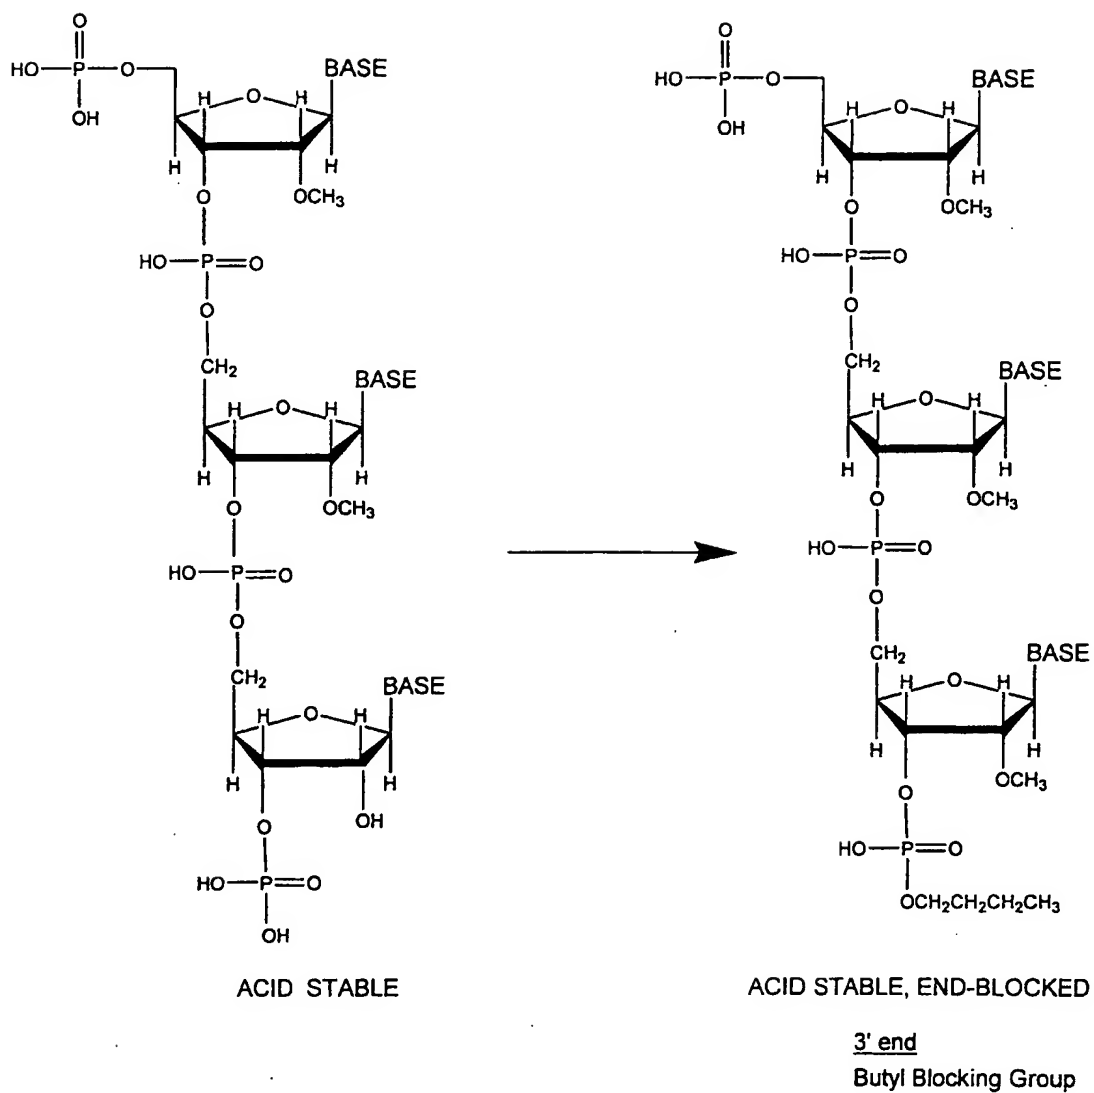 O
HO—P—O BASE
H O H
OH
H H
O OCH₃
HO—P=O
O
CH₂
BASE
H O H
H H
O OCH₃
HO—P=O
O
CH₂
BASE
H O H
H H
O OH
HO—P=O
OH
ACID STABLE
O
HO—P—O BASE
H O H
OH
H H
O OCH₃
HO—P=O
O
CH₂
BASE
H O H
H H
O OCH₃
HO—P=O
O
CH₂
BASE
H O H
H H
O OCH₃
HO—P=O
OCH₂CH₂CH₂CH₃
ACID STABLE, END-BLOCKED
3' end
Butyl Blocking Group